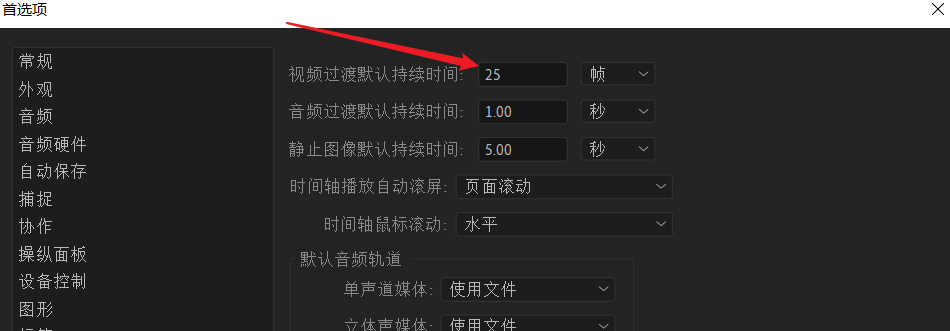 首选项
常规
外观
音频
音频硬件
自动保存
捕捉
协作
操纵面板
设备控制
图形
视频过渡默认持续时间: 25 帧
音频过渡默认持续时间: 1.00 秒
静止图像默认持续时间: 5.00 秒
时间轴播放自动滚屏: 页面滚动
时间轴鼠标滚动: 水平
默认音频轨道
单声道媒体: 使用文件
立体声媒体: 使用文件